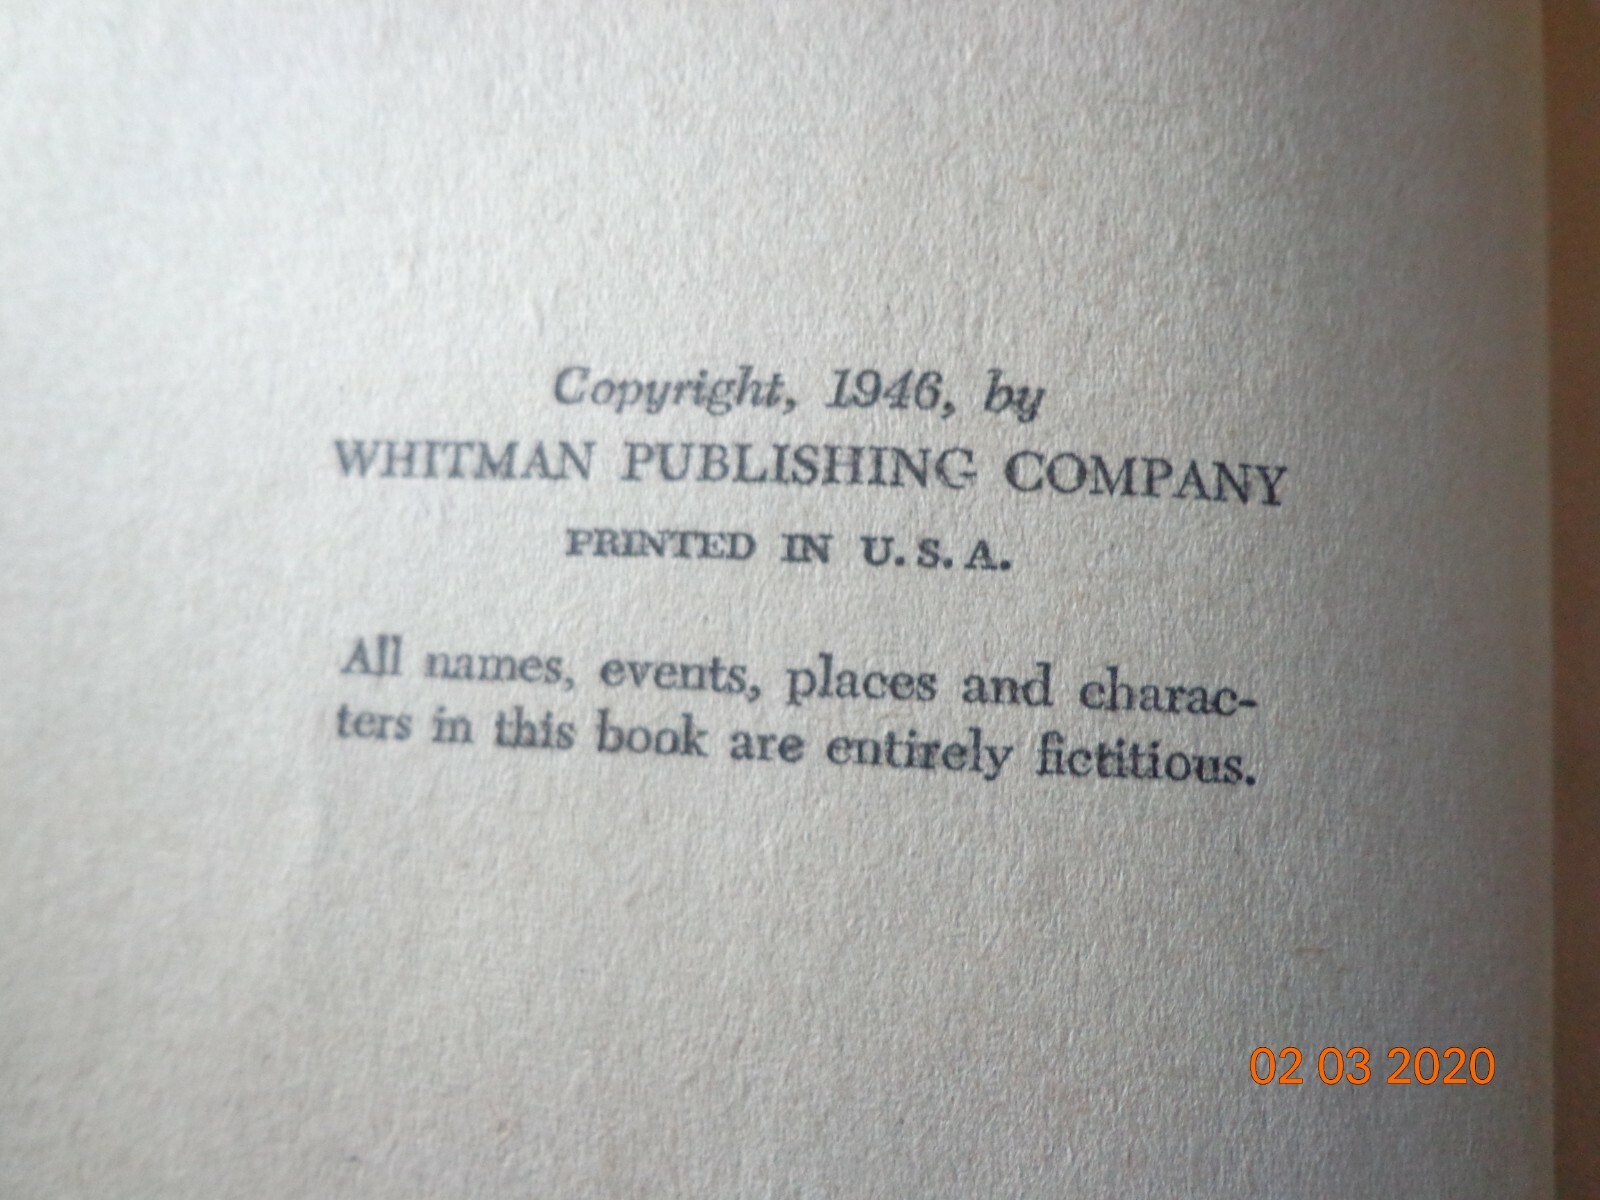 Copyright, 1946, by
WHITMAN PUBLISHING COMPANY
PRINTED IN U. S. A.
All names, events, places and charac-
ters in this book are entirely fictitious.
02 03 2020